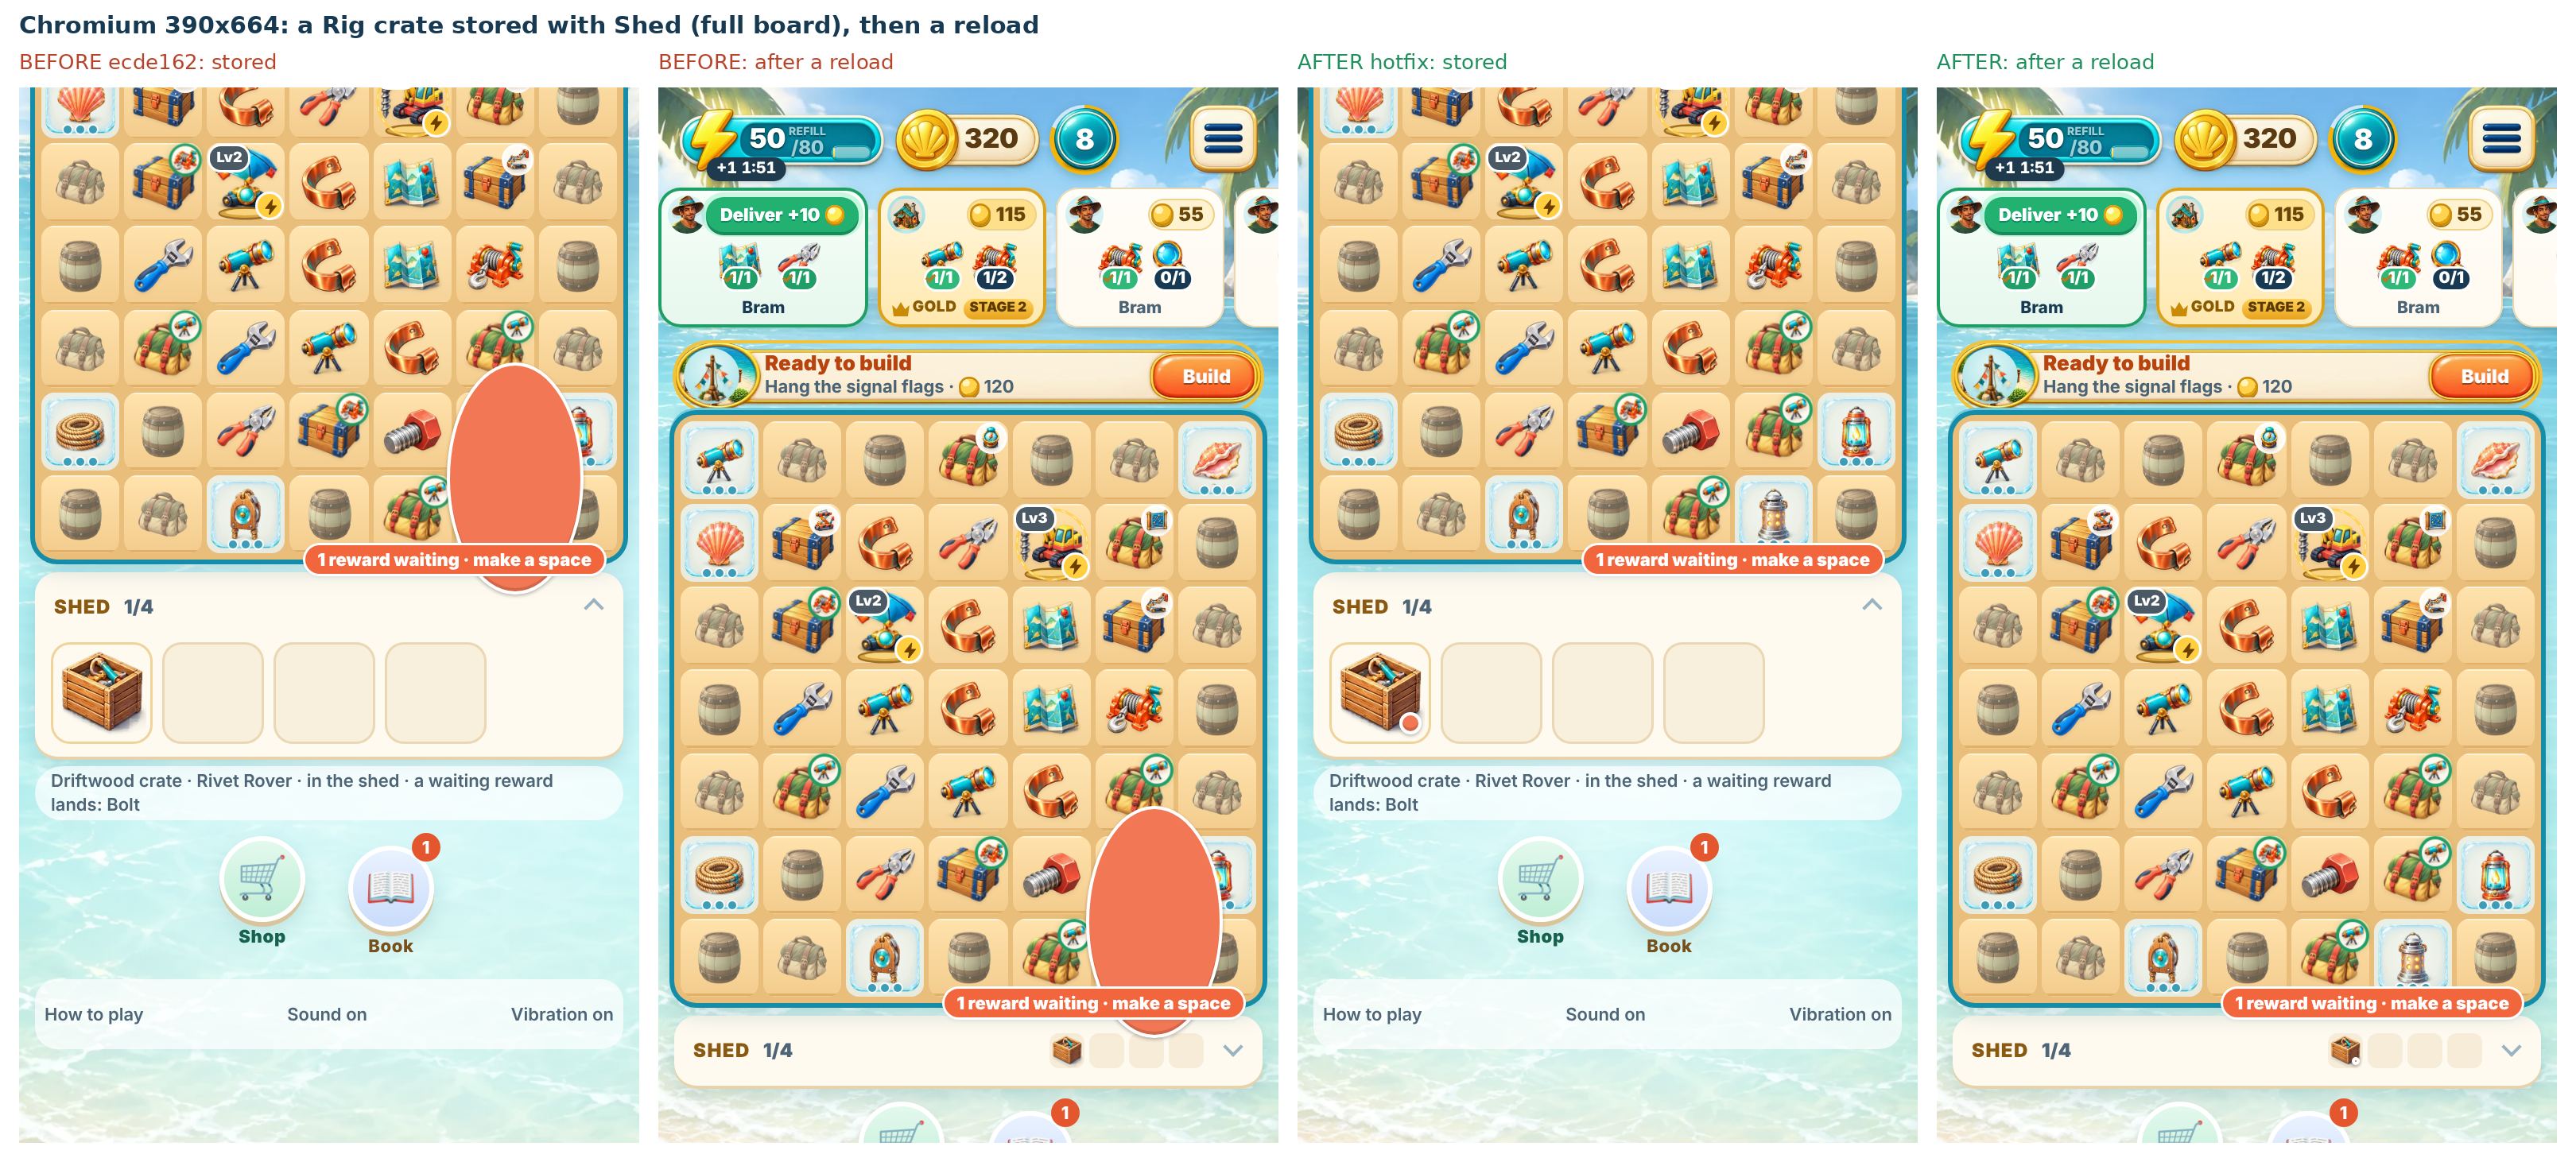 Chromium 390x664: a Rig crate stored with Shed (full board), then a reload
BEFORE ecde162: stored
Lv2
1 reward waiting · make a space
SHED 1/4
Driftwood crate · Rivet Rover · in the shed · a waiting reward
lands: Bolt
1
Shop
Book
How to play Sound on Vibration on
BEFORE: after a reload
50 REFILL /80
+1 1:51
320
8
Deliver +10
1/1 1/1
Bram
115
1/1 1/2
GOLD STAGE 2
55
1/1 0/1
Bram
Ready to build
Hang the signal flags · 120
Build
Lv3
Lv2
1 reward waiting · make a space
SHED 1/4
1
AFTER hotfix: stored
Lv2
1 reward waiting · make a space
SHED 1/4
Driftwood crate · Rivet Rover · in the shed · a waiting reward
lands: Bolt
1
Shop
Book
How to play Sound on Vibration on
AFTER: after a reload
50 REFILL /80
+1 1:51
320
8
Deliver +10
1/1 1/1
Bram
115
1/1 1/2
GOLD STAGE 2
55
1/1 0/1
Bram
Ready to build
Hang the signal flags · 120
Build
Lv3
Lv2
1 reward waiting · make a space
SHED 1/4
1